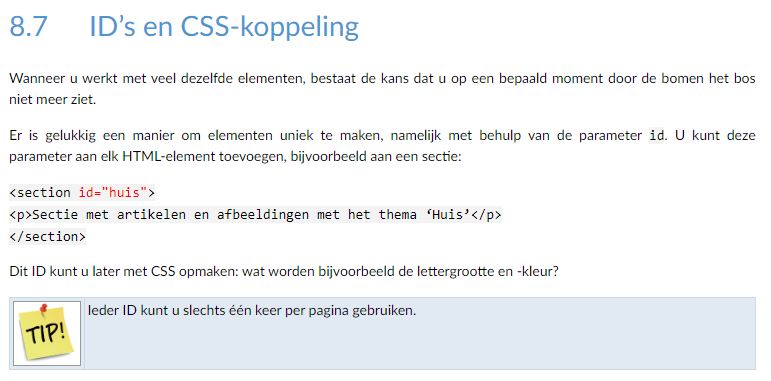 8.7 ID’s en CSS-koppeling
Wanneer u werkt met veel dezelfde elementen, bestaat de kans dat u op een bepaald moment door de bomen het bos
niet meer ziet.
Er is gelukkig een manier om elementen uniek te maken, namelijk met behulp van de parameter id. U kunt deze
parameter aan elk HTML-element toevoegen, bijvoorbeeld aan een sectie:
<section id="huis">
<p>Sectie met artikelen en afbeeldingen met het thema ‘Huis’</p>
</section>
Dit ID kunt u later met CSS opmaken: wat worden bijvoorbeeld de lettergrootte en -kleur?
TIP!
Ieder ID kunt u slechts één keer per pagina gebruiken.